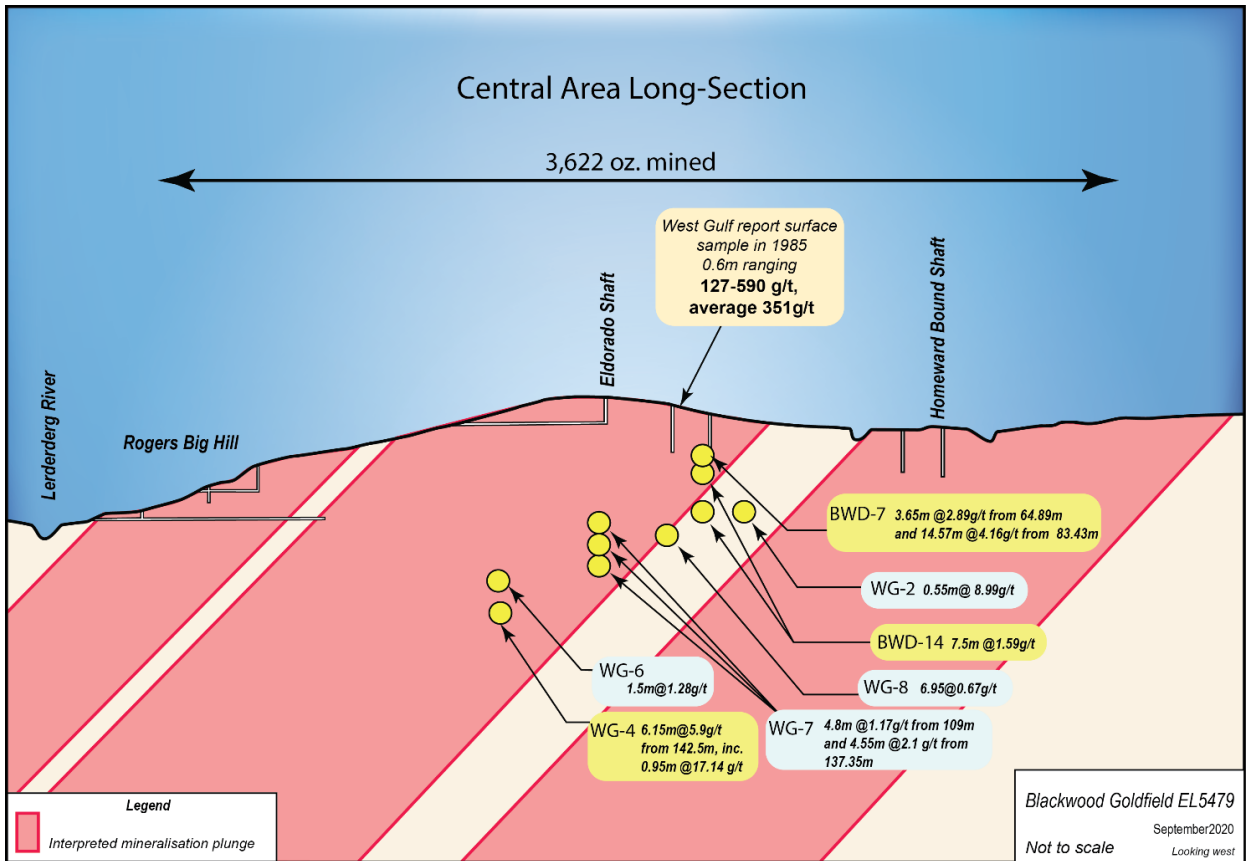 Central Area Long-Section
3,622 oz. mined
West Gulf report surface
sample in 1985
0.6m ranging
127-590 g/t,
average 351g/t
Lerderderg River
Rogers Big Hill
Eldorado Shaft
Homeward Bound Shaft
BWD-7 3.65m @2.89g/t from 64.89m
and 14.57m @4.16g/t from 83.43m
WG-2 0.55m@ 8.99g/t
BWD-14 7.5m @1.59g/t
WG-6
1.5m@1.28g/t
WG-8 6.95@0.67g/t
WG-4 6.15m@5.9g/t
from 142.5m, inc.
0.95m @17.14 g/t
WG-7 4.8m @1.17g/t from 109m
and 4.55m @2.1 g/t from
137.35m
Legend
Interpreted mineralisation plunge
Blackwood Goldfield EL5479
September2020
Not to scale Looking west